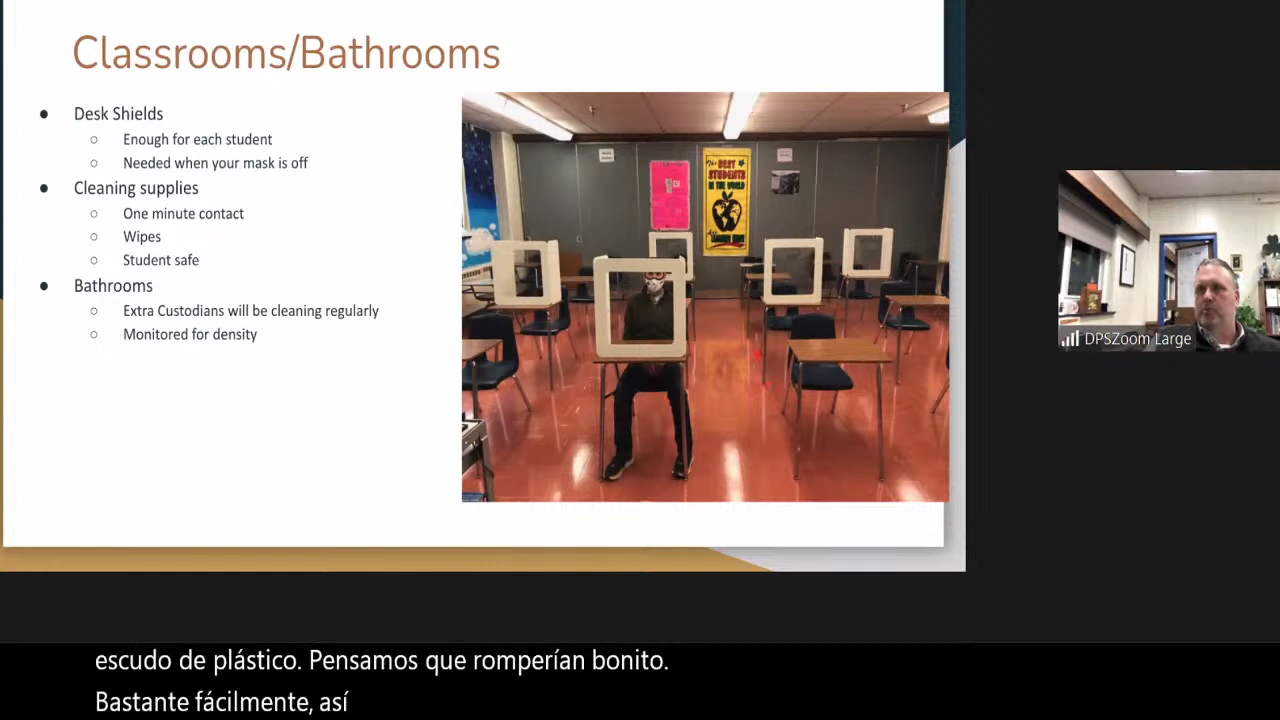 Classrooms/Bathrooms
● Desk Shields
○ Enough for each student
○ Needed when your mask is off
● Cleaning supplies
○ One minute contact
○ Wipes
○ Student safe
● Bathrooms
○ Extra Custodians will be cleaning regularly
○ Monitored for density
The BEST
STUDENTS
IN THE WORLD
DPSZoom Large
escudo de plástico. Pensamos que romperían bonito.
Bastante fácilmente, así